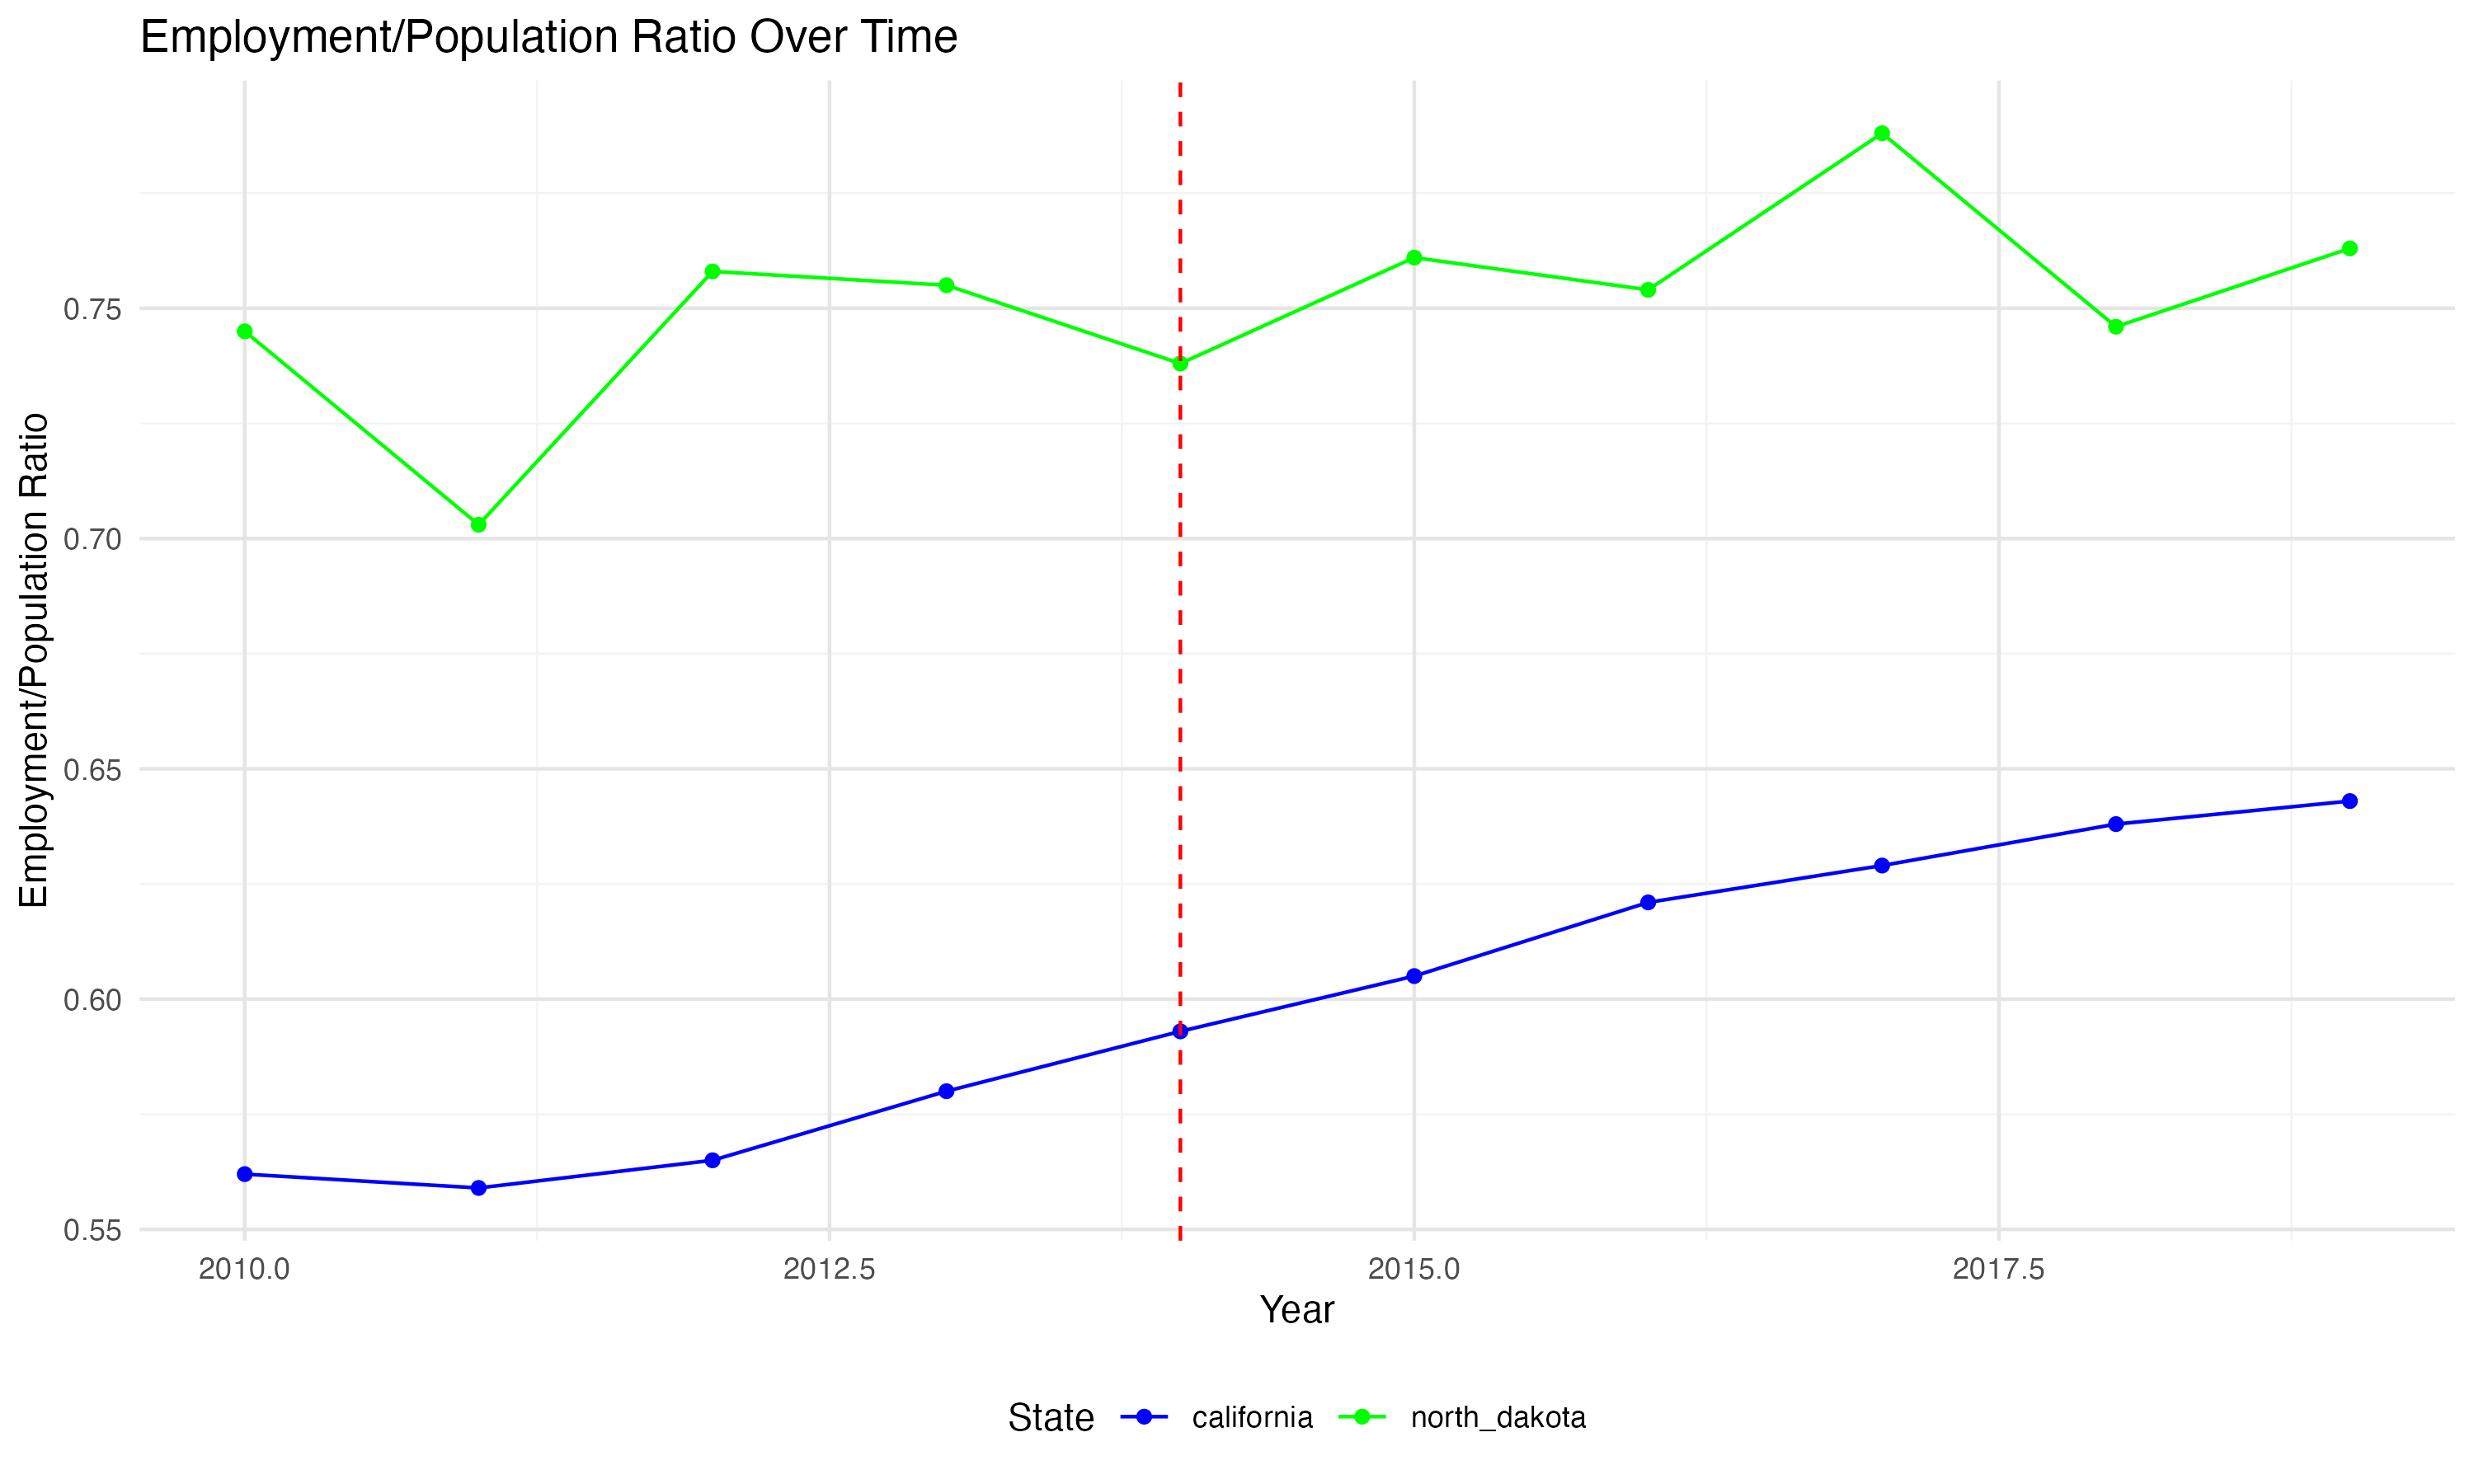 Employment/Population Ratio Over Time
Employment/Population Ratio
0.75
0.70
0.65
0.60
0.55
2010.0 2012.5 2015.0 2017.5
Year
State california north_dakota